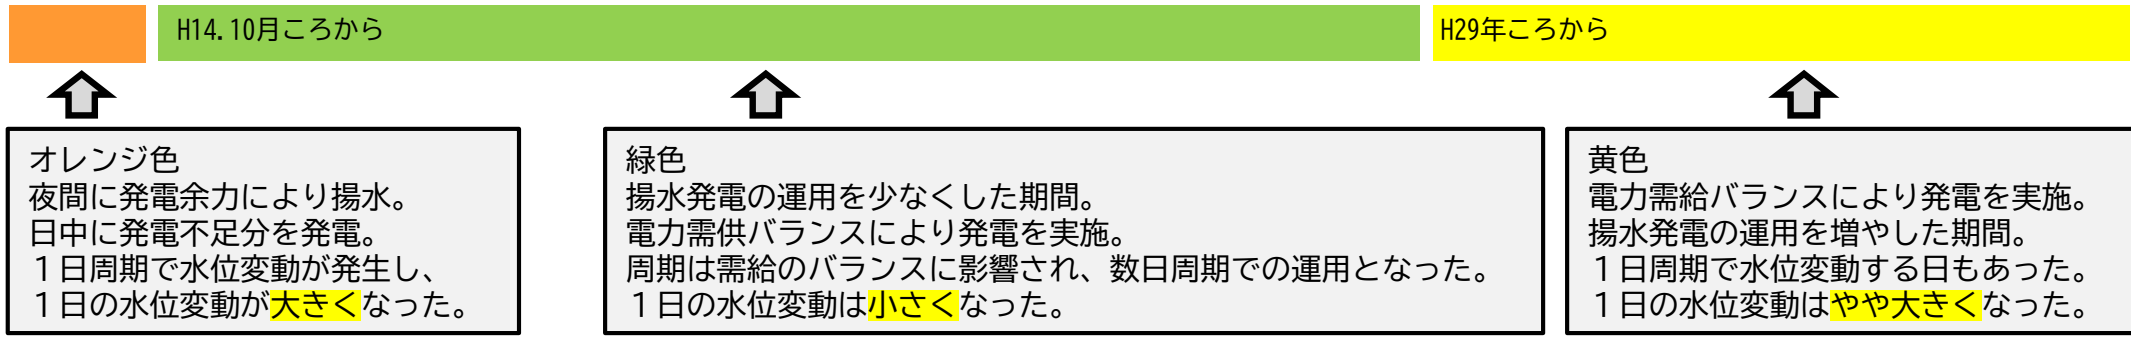 H14.10月ころから
H29年ころから
オレンジ色
夜間に発電余力により揚水。
日中に発電不足分を発電。
１日周期で水位変動が発生し、
１日の水位変動が大きくなった。
緑色
揚水発電の運用を少なくした期間。
電力需供バランスにより発電を実施。
周期は需給のバランスに影響され、数日周期での運用となった。
１日の水位変動は小さくなった。
黄色
電力需給バランスにより発電を実施。
揚水発電の運用を増やした期間。
１日周期で水位変動する日もあった。
１日の水位変動はやや大きくなった。